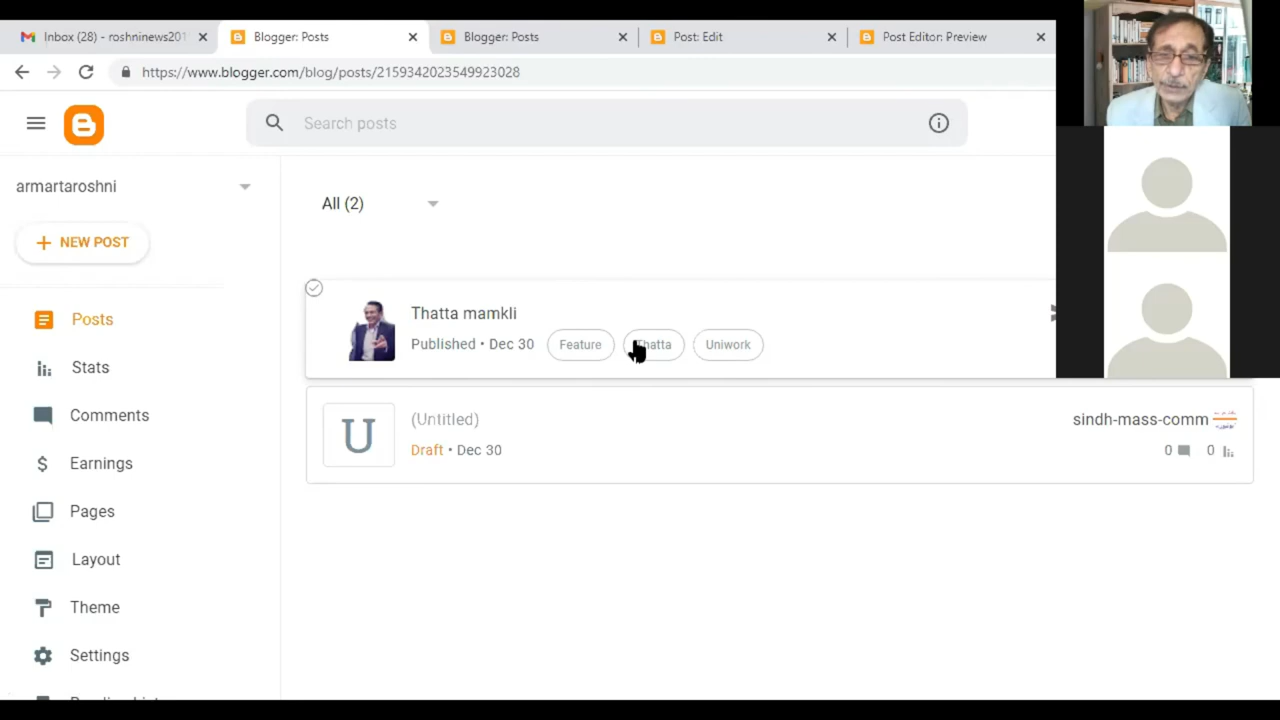 Inbox (28) - roshninews201
Blogger: Posts
Blogger: Posts
Post: Edit
Post Editor: Preview
https://www.blogger.com/blog/posts/2159342023549923028
Search posts
armartaroshni
All (2)
+ NEW POST
Thatta mamkli
Published • Dec 30
Feature
Thatta
Uniwork
Posts
Stats
(Untitled)
sindh-mass-comm
Draft • Dec 30
0
0
Comments
Earnings
Pages
Layout
Theme
Settings